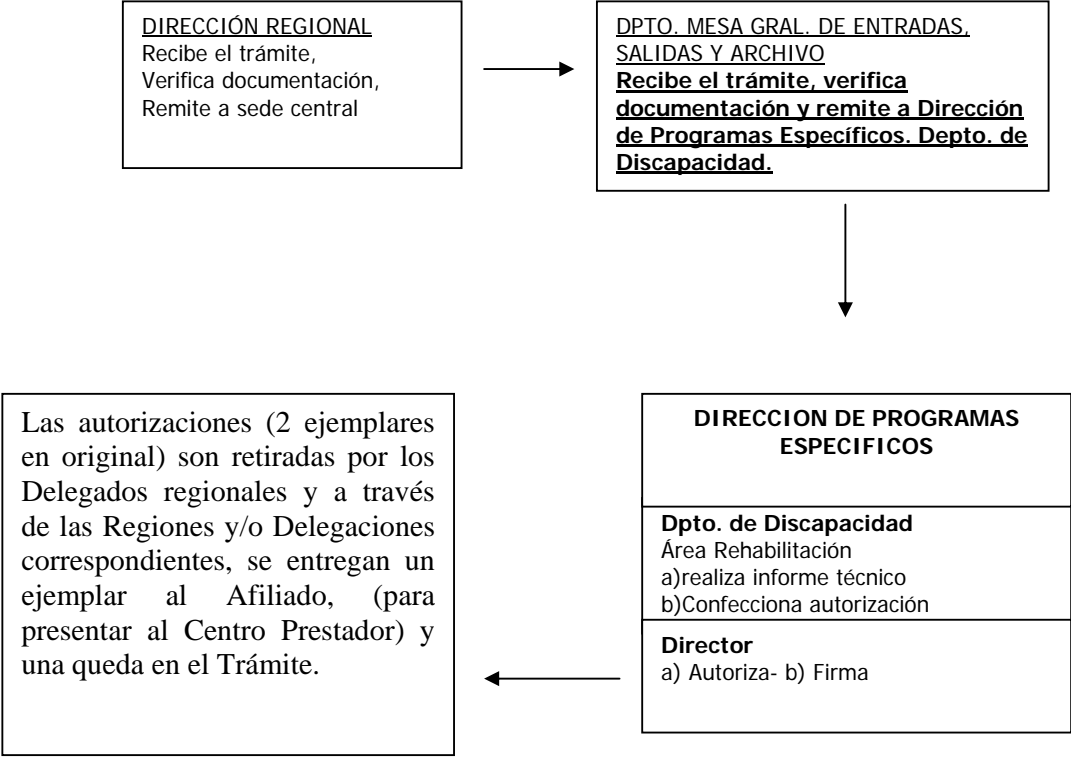 DIRECCIÓN REGIONAL
Recibe el trámite,
Verifica documentación,
Remite a sede central
DPTO. MESA GRAL. DE ENTRADAS,
SALIDAS Y ARCHIVO
Recibe el trámite, verifica
documentación y remite a Dirección
de Programas Específicos. Depto. de
Discapacidad.
DIRECCION DE PROGRAMAS
ESPECIFICOS
Dpto. de Discapacidad
Área Rehabilitación
a)realiza informe técnico
b)Confecciona autorización
Director
a) Autoriza- b) Firma
Las autorizaciones (2 ejemplares
en original) son retiradas por los
Delegados regionales y a través
de las Regiones y/o Delegaciones
correspondientes, se entregan un
ejemplar al Afiliado, (para
presentar al Centro Prestador) y
una queda en el Trámite.